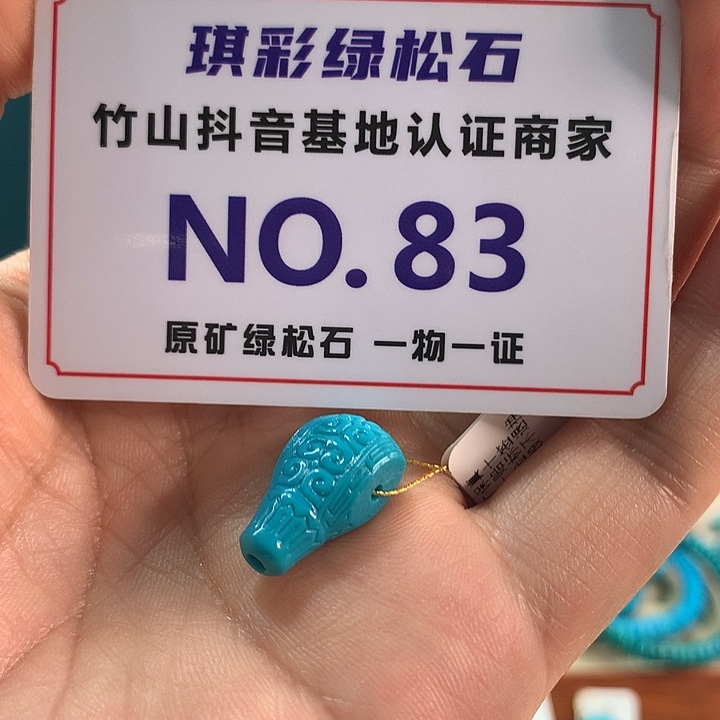 琪彩绿松石
竹山抖音基地认证商家
NO.83
原矿绿松石 一物一证